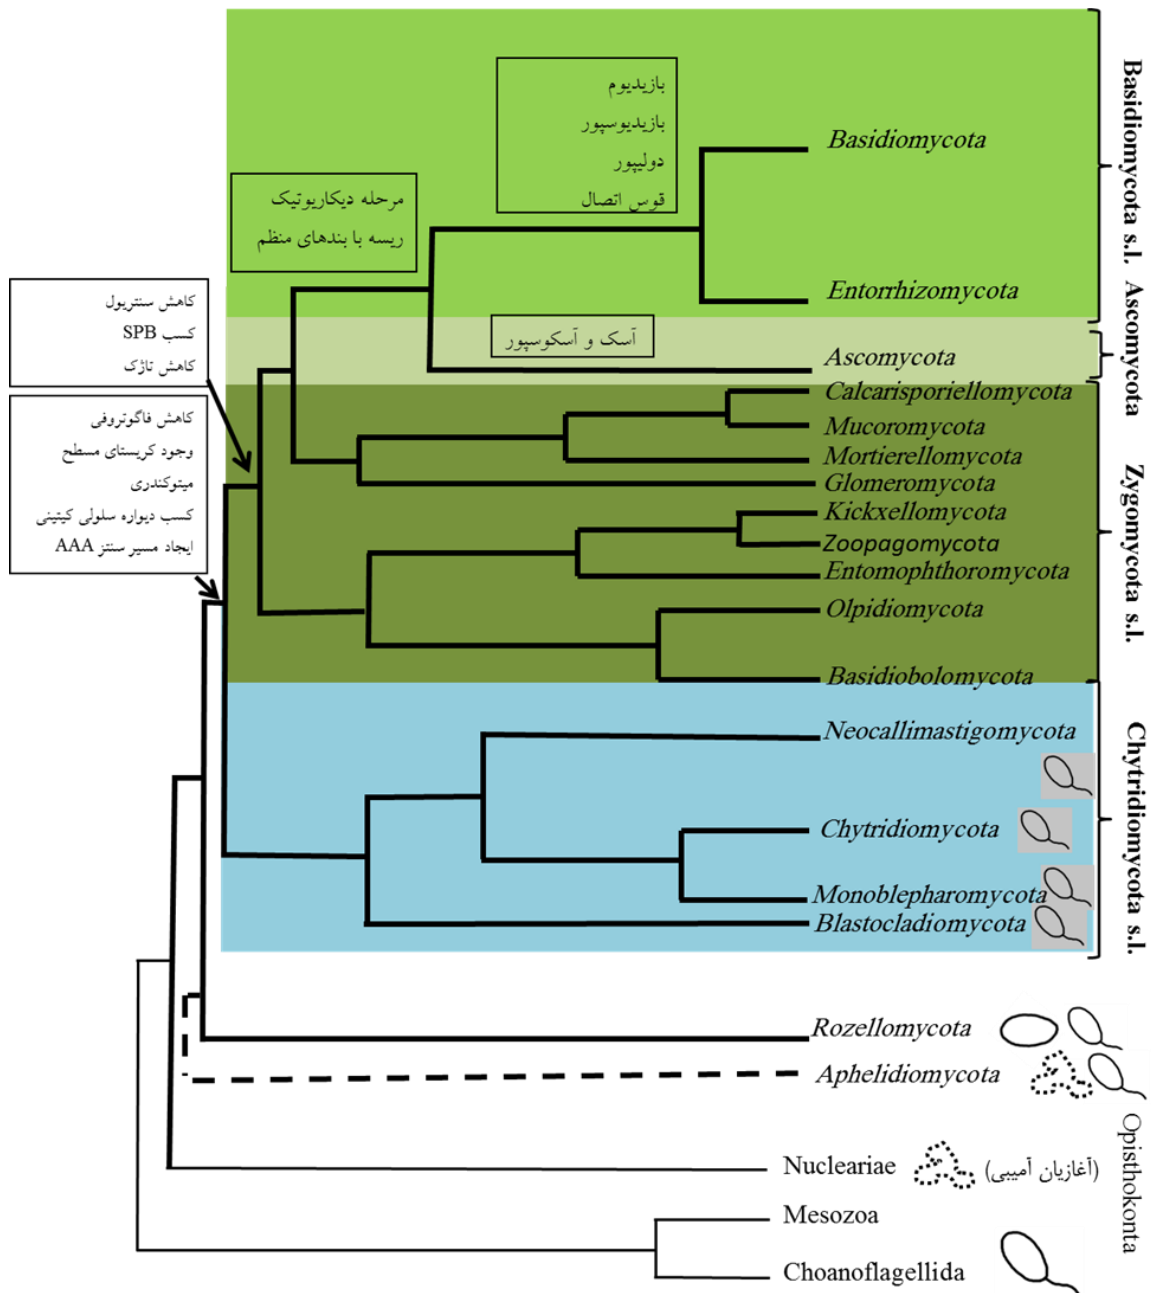 بازیدیوم
بازیدیوسپور
دولیپور
قوس اتصال
Basidiomycota
مرحله دیکاریوتیک
ریسه با بندهای منظم
Entorrhizomycota
Basidiomycota s.l.
کاهش سنتریول
کسب SPB
کاهش تاژک
آسک و آسکوسپور
Ascomycota
Ascomycota
کاهش فاگوتروفی
وجود کریستای مسطح
میتوکندری
کسب دیواره سلولی کیتینی
ایجاد مسیر سنتز AAA
Calcarisporiellomycota
Mucoromycota
Mortierellomycota
Glomeromycota
Kickxellomycota
Zoopagomycota
Entomophthoromycota
Olpidiomycota
Basidiobolomycota
Zygomycota s.l.
Neocallimastigomycota
Chytridiomycota
Monoblepharomycota
Blastocladiomycota
Chytridiomycota s.l.
Rozellomycota
Aphelidiomycota
Nucleariae
(آغازیان آمیبی)
Mesozoa
Choanoflagellida
Opisthokonta